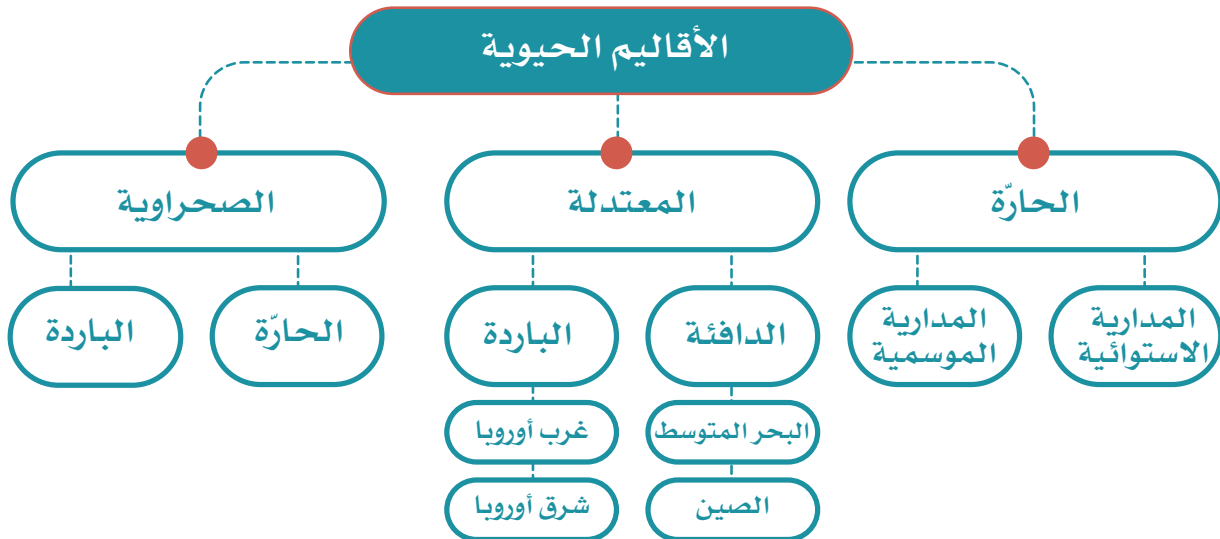 الأقاليم الحيوية
الحارّة
المعتدلة
الصحراوية
المدارية
الاستوائية
المدارية
الموسمية
الدافئة
الباردة
الحارّة
الباردة
البحر المتوسط
غرب أوروبا
الصين
شرق أوروبا